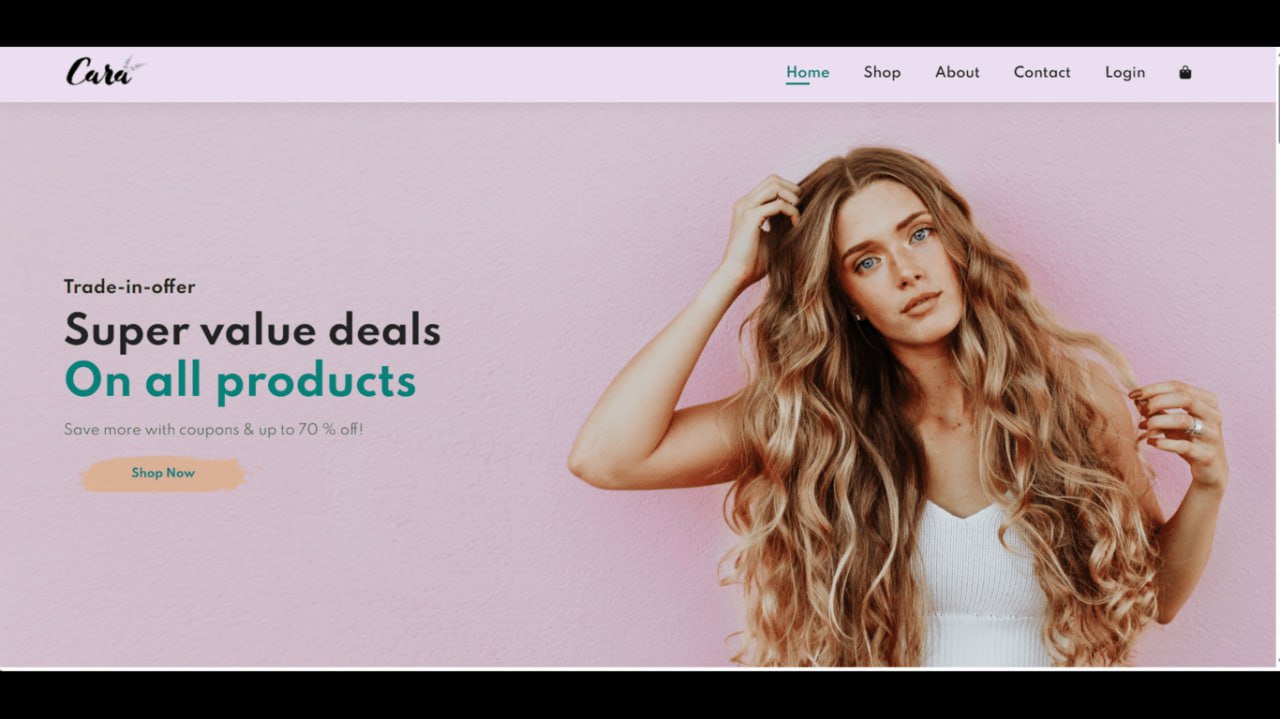 Cara
Home Shop About Contact Login
Trade-in-offer
Super value deals
On all products
Save more with coupons & up to 70 % off!
Shop Now